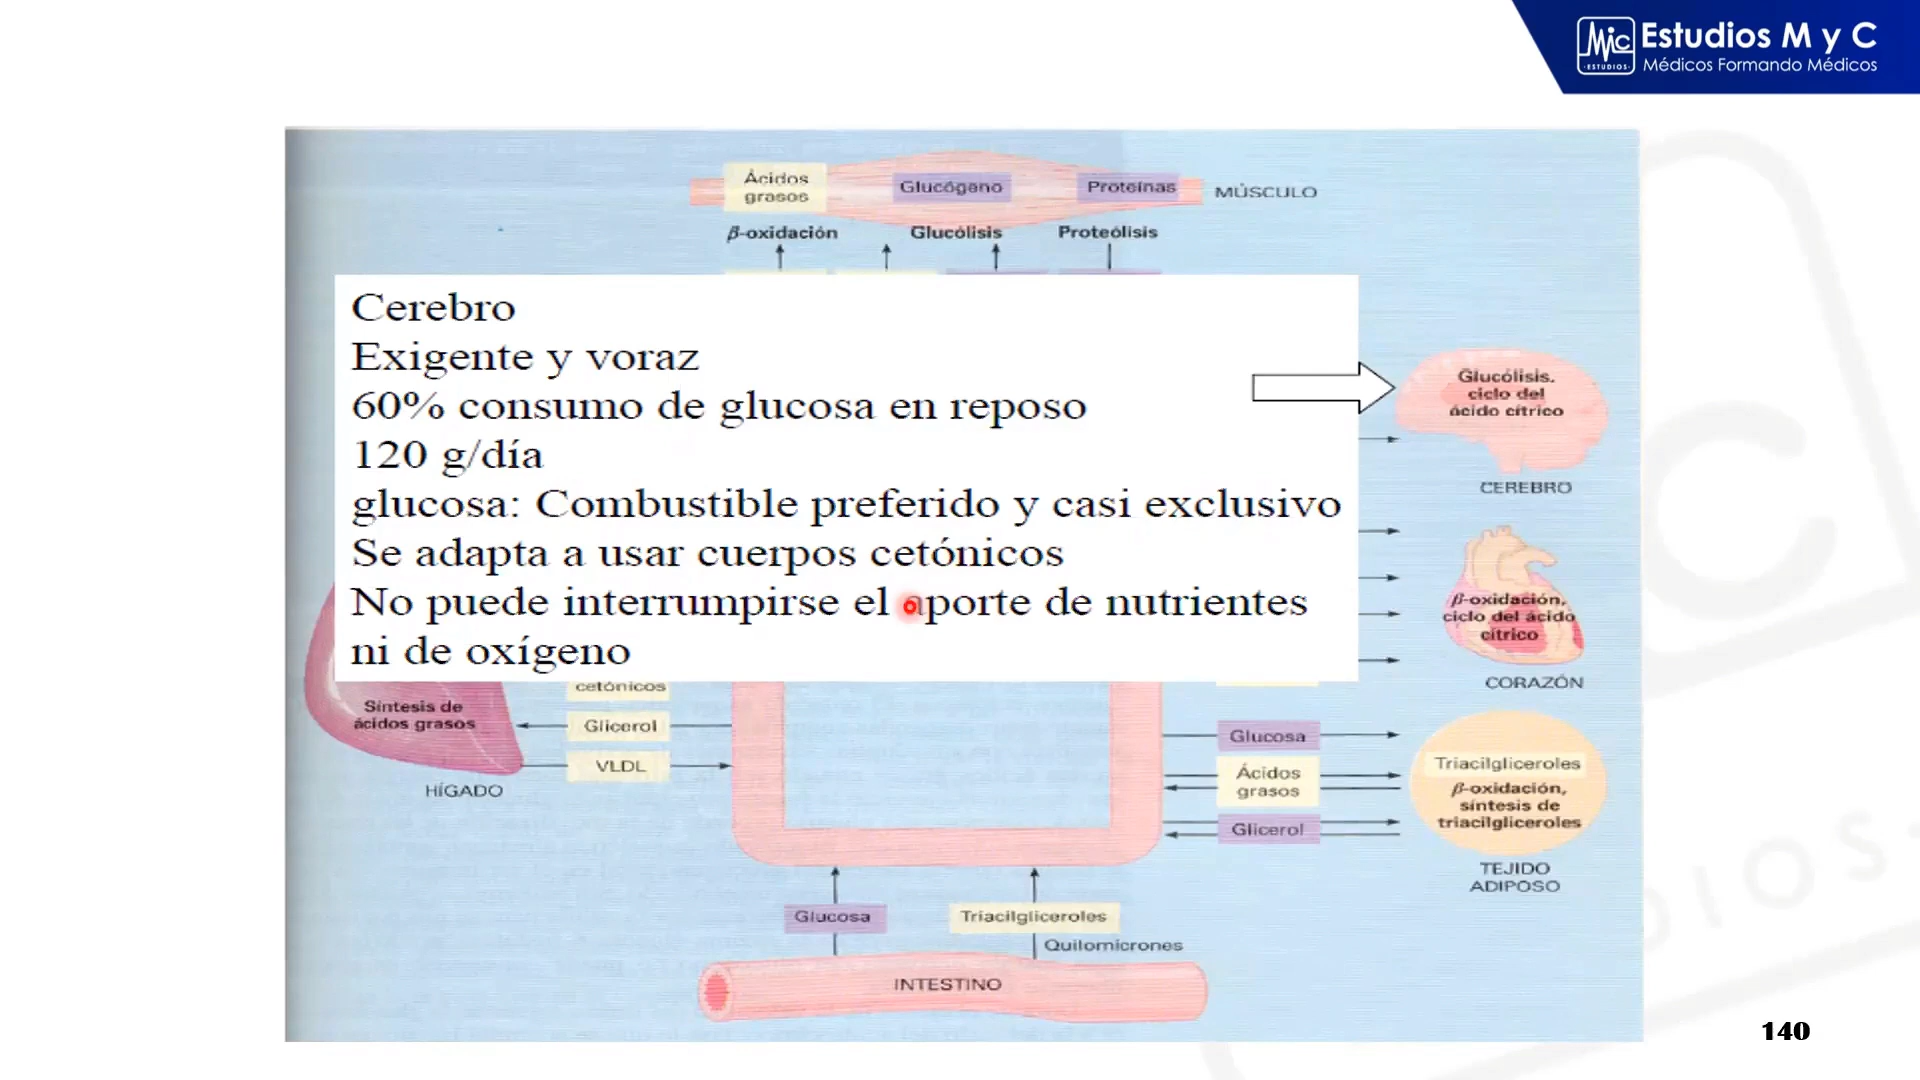 Estudios M y C
Médicos Formando Médicos
MiC
·ESTUDIOS·
Ácidos
grasos
Glucógeno
Proteínas
MÚSCULO
β-oxidación
Glucólisis
Proteólisis
Cerebro
Exigente y voraz
60% consumo de glucosa en reposo
120 g/día
glucosa: Combustible preferido y casi exclusivo
Se adapta a usar cuerpos cetónicos
No puede interrumpirse el aporte de nutrientes
ni de oxígeno
Glucólisis.
ciclo del
ácido cítrico
CEREBRO
β-oxidación,
ciclo del ácido
cítrico
CORAZÓN
cetónicos
Síntesis de
ácidos grasos
Glicerol
VLDL
HÍGADO
Glucosa
Ácidos
grasos
Glicerol
Triacilgliceroles
β-oxidación,
síntesis de
triacilgliceroles
TEJIDO
ADIPOSO
Glucosa
Triacilgliceroles
Quilomicrones
INTESTINO
140